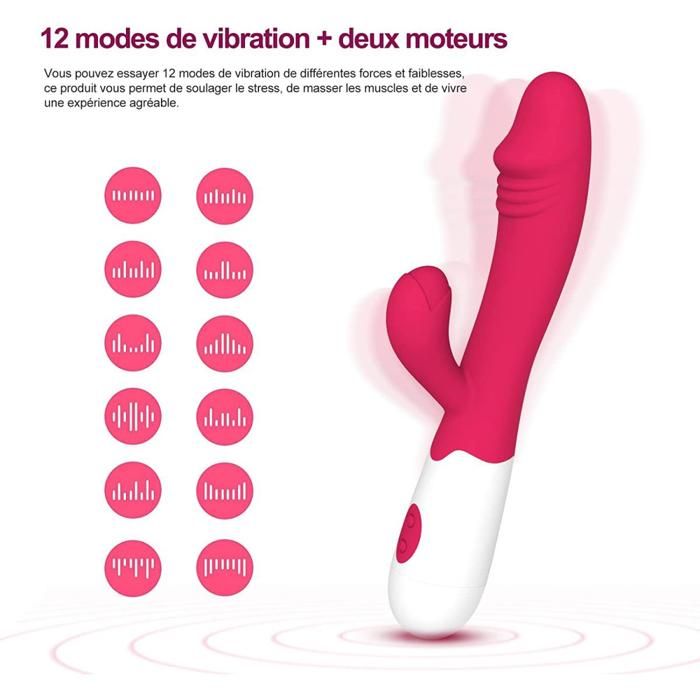 12 modes de vibration + deux moteurs
Vous pouvez essayer 12 modes de vibration de différentes forces et faiblesses,
ce produit vous permet de soulager le stress, de masser les muscles et de vivre
une expérience agréable.